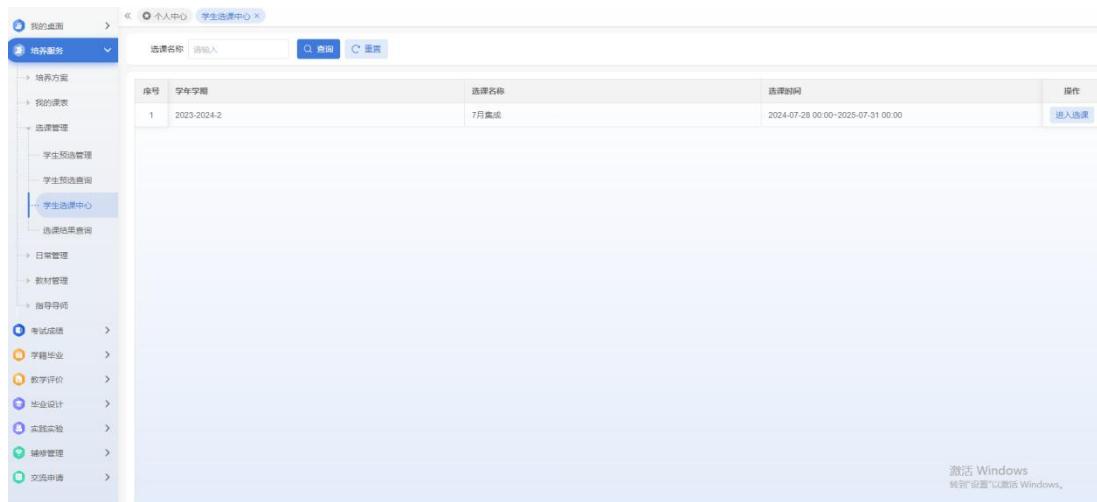 我的桌面
« 个人中心 学生选课中心 ×
培养服务
选课名称 请输入 查询 重置
培养方案
我的课表
选课管理
学生预选管理
学生预选查询
学生选课中心
选课结果查询
日常管理
教材管理
指导导师
考试成绩
学籍毕业
教学评价
毕业设计
实践实验
辅修管理
交流申请
序号 学年学期 选课名称 选课时间 操作
1 2023-2024-2 7月集成 2024-07-28 00:00~2025-07-31 00:00 进入选课
激活 Windows
转到"设置"以激活 Windows。